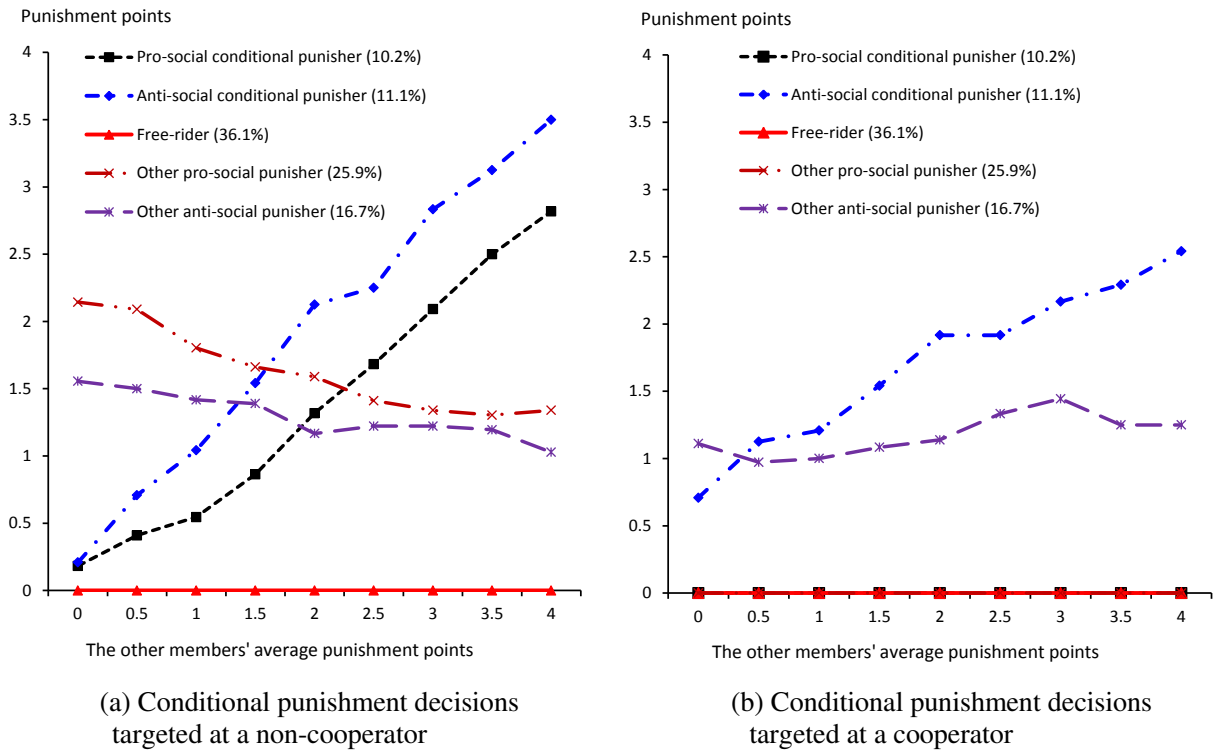 Punishment points
4
3.5
3
2.5
2
1.5
1
0.5
0
Pro-social conditional punisher (10.2%)
Anti-social conditional punisher (11.1%)
Free-rider (36.1%)
Other pro-social punisher (25.9%)
Other anti-social punisher (16.7%)
0 0.5 1 1.5 2 2.5 3 3.5 4
The other members' average punishment points
(a) Conditional punishment decisions
targeted at a non-cooperator
Punishment points
4
3.5
3
2.5
2
1.5
1
0.5
0
Pro-social conditional punisher (10.2%)
Anti-social conditional punisher (11.1%)
Free-rider (36.1%)
Other pro-social punisher (25.9%)
Other anti-social punisher (16.7%)
0 0.5 1 1.5 2 2.5 3 3.5 4
The other members' average punishment points
(b) Conditional punishment decisions
targeted at a cooperator